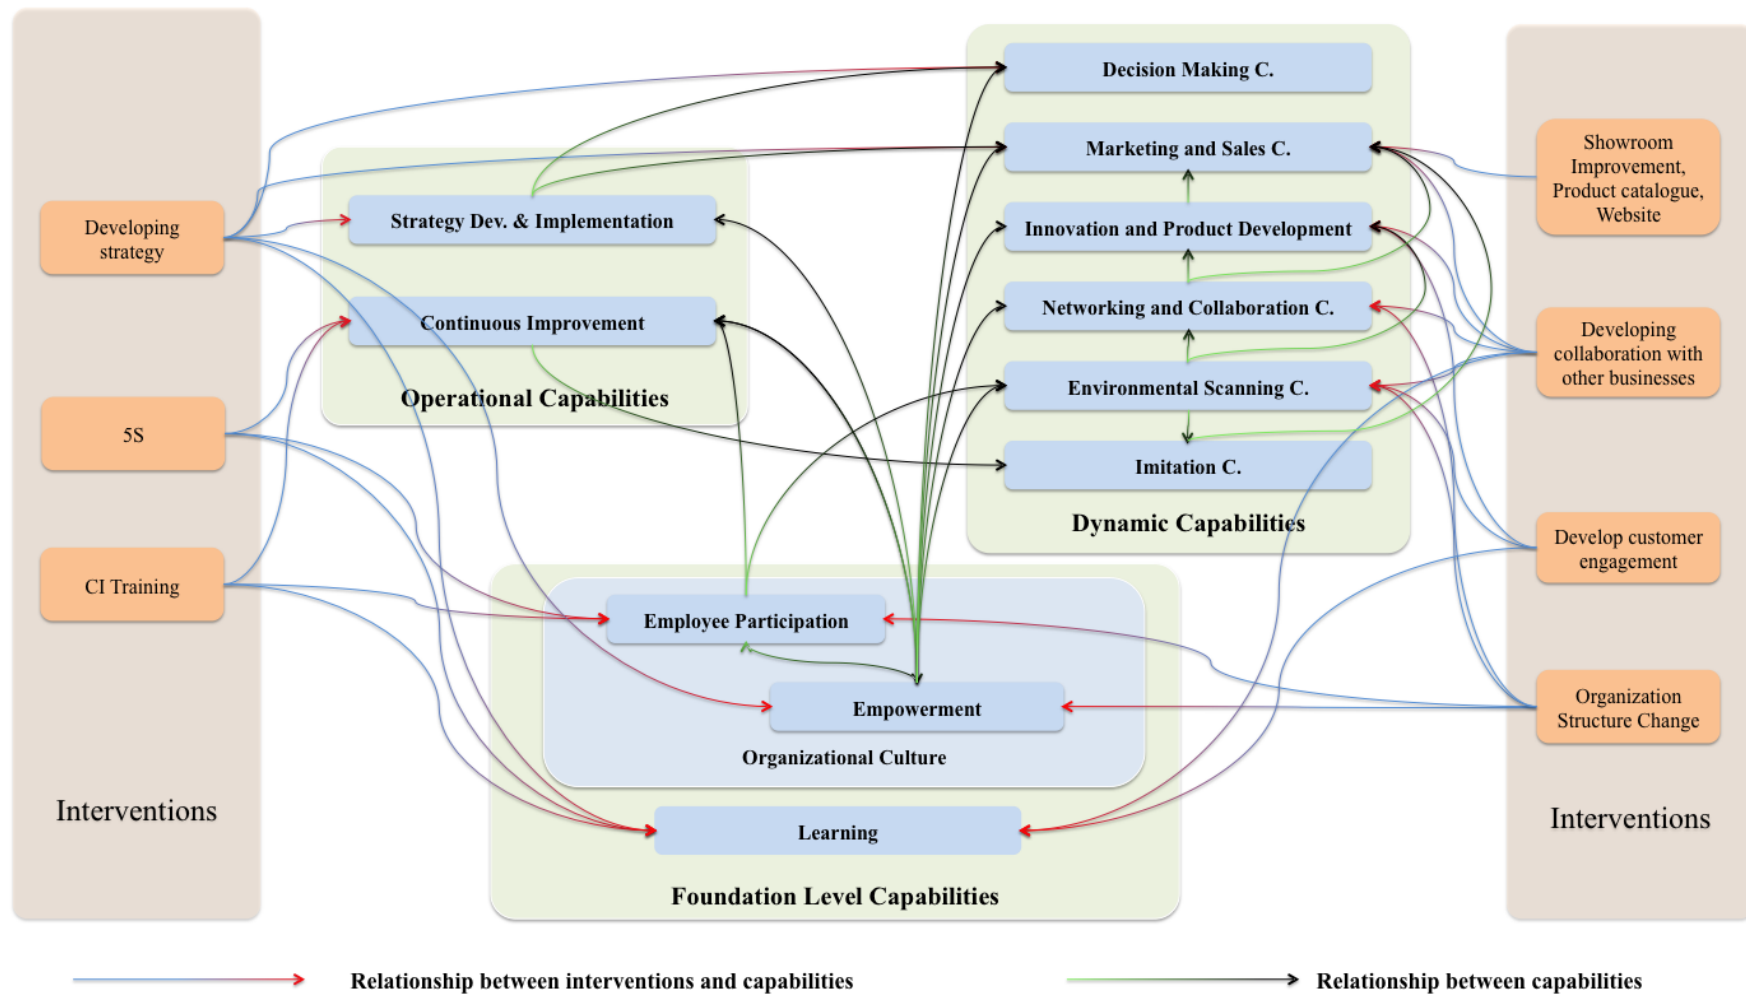 Developing
strategy
5S
CI Training
Interventions
Strategy Dev. & Implementation
Continuous Improvement
Operational Capabilities
Decision Making C.
Marketing and Sales C.
Innovation and Product Development
Networking and Collaboration C.
Environmental Scanning C.
Imitation C.
Dynamic Capabilities
Employee Participation
Empowerment
Organizational Culture
Learning
Foundation Level Capabilities
Showroom
Improvement,
Product catalogue,
Website
Developing
collaboration with
other businesses
Develop customer
engagement
Organization
Structure Change
Interventions
Relationship between interventions and capabilities
Relationship between capabilities